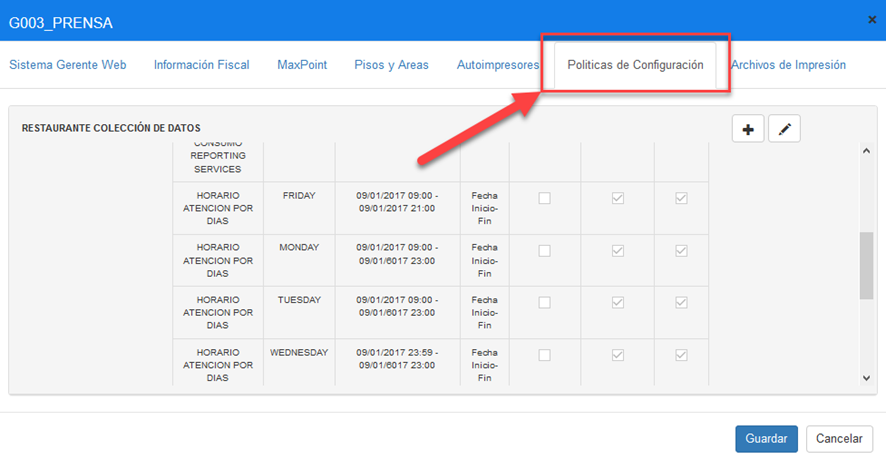 G003_PRENSA
×
Sistema Gerente Web
Información Fiscal
MaxPoint
Pisos y Areas
Autoimpresores
Politicas de Configuración
Archivos de Impresión
RESTAURANTE COLECCIÓN DE DATOS
CONSUMO
REPORTING
SERVICES
HORARIO
ATENCION POR
DIAS
FRIDAY
09/01/2017 09:00 -
09/01/2017 21:00
Fecha
Inicio-
Fin
HORARIO
ATENCION POR
DIAS
MONDAY
09/01/2017 09:00 -
09/01/6017 23:00
Fecha
Inicio-
Fin
HORARIO
ATENCION POR
DIAS
TUESDAY
09/01/2017 09:00 -
09/01/6017 23:00
Fecha
Inicio-
Fin
HORARIO
ATENCION POR
DIAS
WEDNESDAY
09/01/2017 23:59 -
09/01/6017 23:00
Fecha
Inicio-
Fin
Guardar
Cancelar